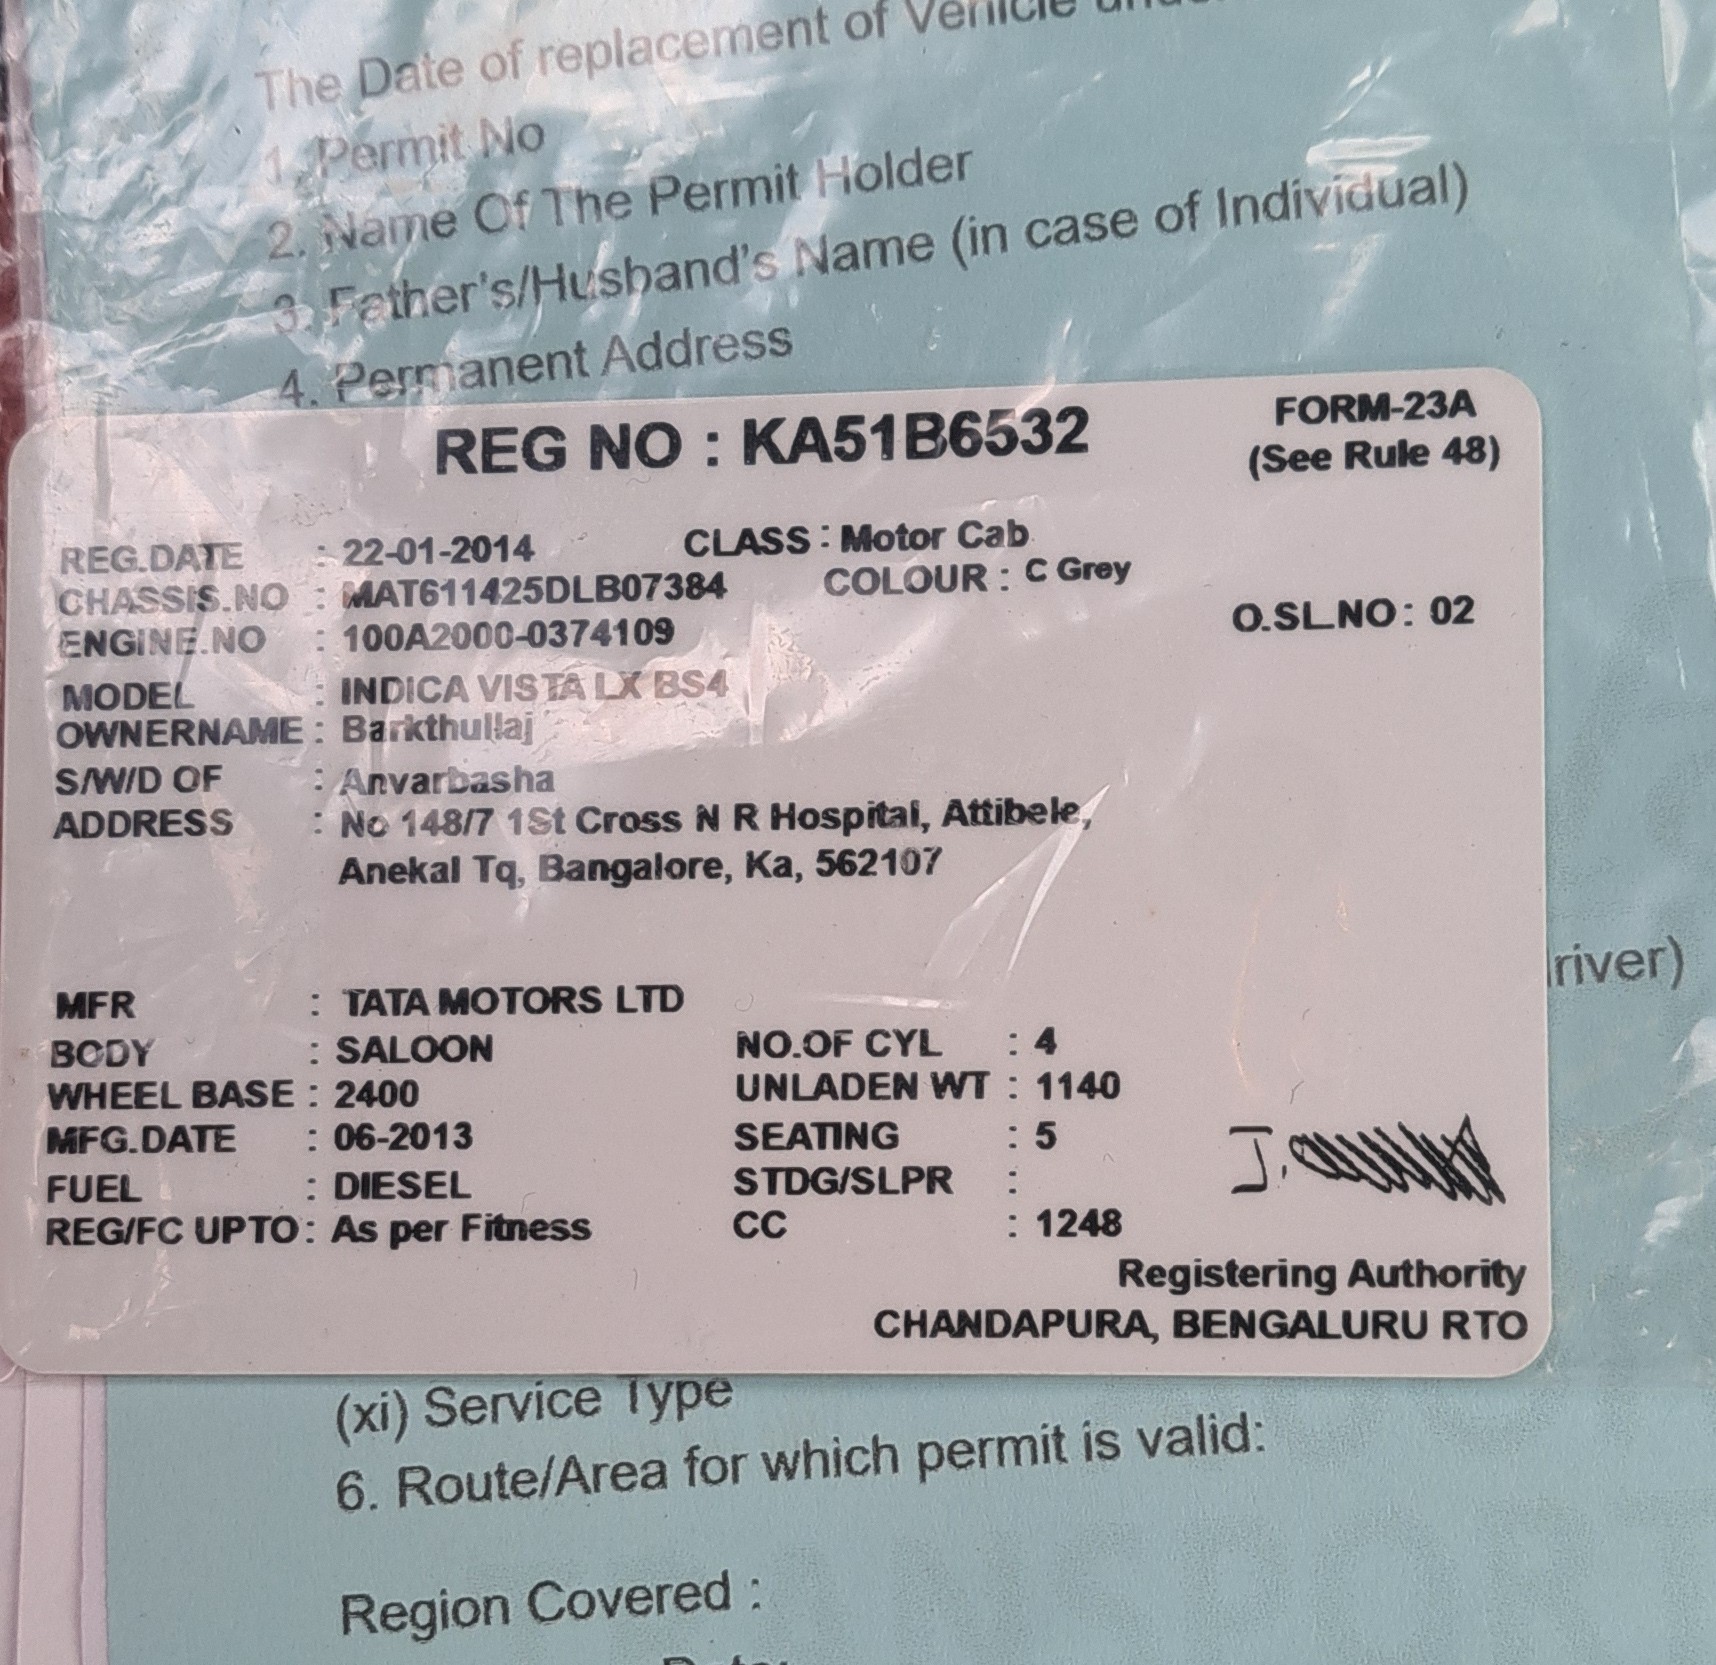 The Date of replacement of Vehicle
1. Permit No
2. Name Of The Permit Holder
3. Father's/Husband's Name (in case of Individual)
4. Permanent Address
FORM-23A
REG NO : KA51B6532
(See Rule 48)
REG.DATE : 22-01-2014 CLASS : Motor Cab
CHASSIS.NO : MAT611425DLB07384 COLOUR : C Grey
ENGINE.NO : 100A2000-0374109 O.SL.NO : 02
MODEL : INDICA VISTA LX BS4
OWNERNAME : Barkthullaj
S/W/D OF : Anvarbasha
ADDRESS : No 148/7 1St Cross N R Hospital, Attibele,
Anekal Tq, Bangalore, Ka, 562107
river)
MFR : TATA MOTORS LTD
BODY : SALOON NO.OF CYL : 4
WHEEL BASE : 2400 UNLADEN WT : 1140
MFG.DATE : 06-2013 SEATING : 5
FUEL : DIESEL STDG/SLPR :
REG/FC UPTO : As per Fitness CC : 1248
Registering Authority
CHANDAPURA, BENGALURU RTO
(xi) Service Type
6. Route/Area for which permit is valid:
Region Covered :